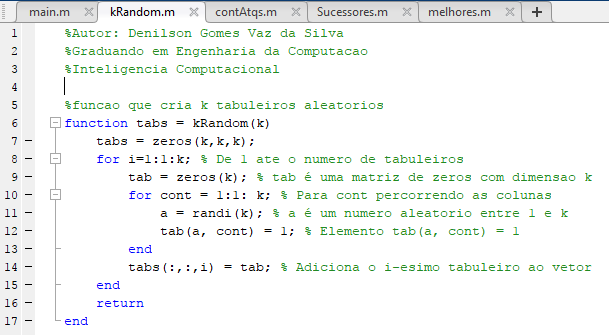 main.m kRandom.m contAtqs.m Sucessores.m melhores.m
1 %Autor: Denilson Gomes Vaz da Silva
2 %Graduando em Engenharia da Computacao
3 %Inteligencia Computacional
4
5 %funcao que cria k tabuleiros aleatorios
6 function tabs = kRandom(k)
7 tabs = zeros(k,k,k);
8 for i=1:1:k; % De 1 ate o numero de tabuleiros
9 tab = zeros(k); % tab é uma matriz de zeros com dimensao k
10 for cont = 1:1: k; % Para cont percorrendo as colunas
11 a = randi(k); % a é um numero aleatorio entre 1 e k
12 tab(a, cont) = 1; % Elemento tab(a, cont) = 1
13 end
14 tabs(:,:,i) = tab; % Adiciona o i-esimo tabuleiro ao vetor
15 end
16 return
17 end